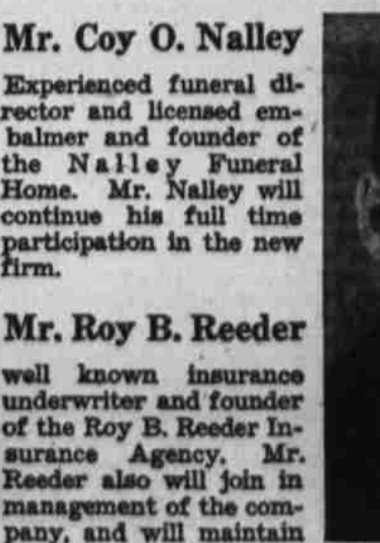 Mr. Coy O. Nalley
Experienced funeral di-
rector and licensed em-
balmer and founder of
the Nalley Funeral
Home. Mr. Nalley will
continue his full time
participation in the new
firm.
Mr. Roy B. Reeder
well known insurance
underwriter and founder
of the Roy B. Reeder In-
surance Agency. Mr.
Reeder also will join in
management of the com-
pany, and will maintain